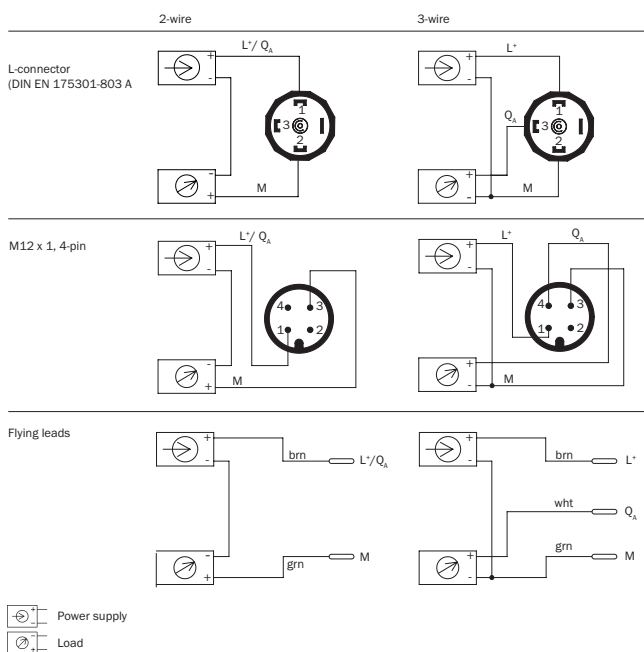 2-wire 3-wire
L-connector
(DIN EN 175301-803 A
+ L⁺/ Q_A
-
1
3
2
-
+ M
+ L⁺
-
Q_A
1
3
2
+
- M
M12 x 1, 4-pin
+ L⁺/ Q_A
-
4 3
1 2
-
+ M
+ L⁺ Q_A
-
4 3
1 2
+
- M
Flying leads
+ brn L⁺/Q_A
-
-
+ grn M
+ brn L⁺
-
wht Q_A
+ grn M
-
+
- Power supply
-
+ Load